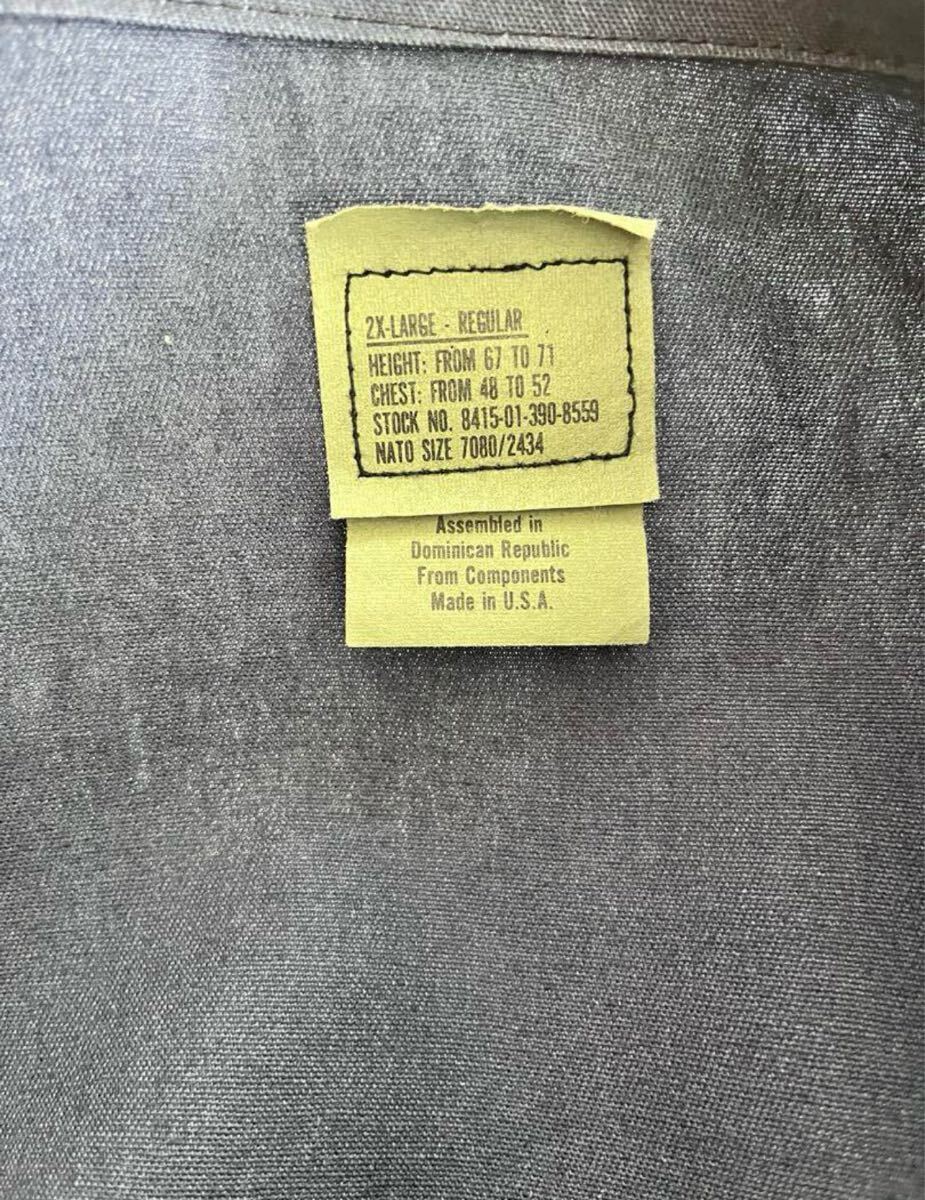 2X-LARGE - REGULAR
HEIGHT: FROM 67 TO 71
CHEST: FROM 48 TO 52
STOCK NO. 8415-01-390-8559
NATO SIZE 7080/2434
Assembled in
Dominican Republic
From Components
Made in U.S.A.